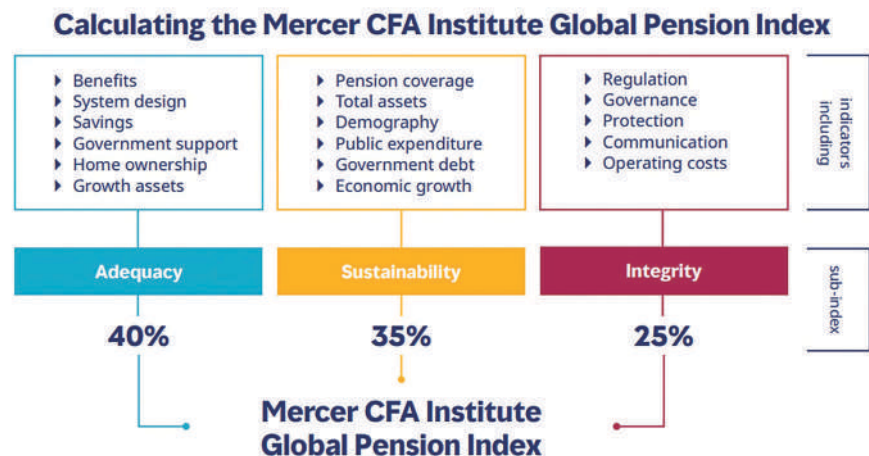 Calculating the Mercer CFA Institute Global Pension Index
Benefits
System design
Savings
Government support
Home ownership
Growth assets
Pension coverage
Total assets
Demography
Public expenditure
Government debt
Economic growth
Regulation
Governance
Protection
Communication
Operating costs
indicators
including
Adequacy
Sustainability
Integrity
sub-index
40%
35%
25%
Mercer CFA Institute
Global Pension Index